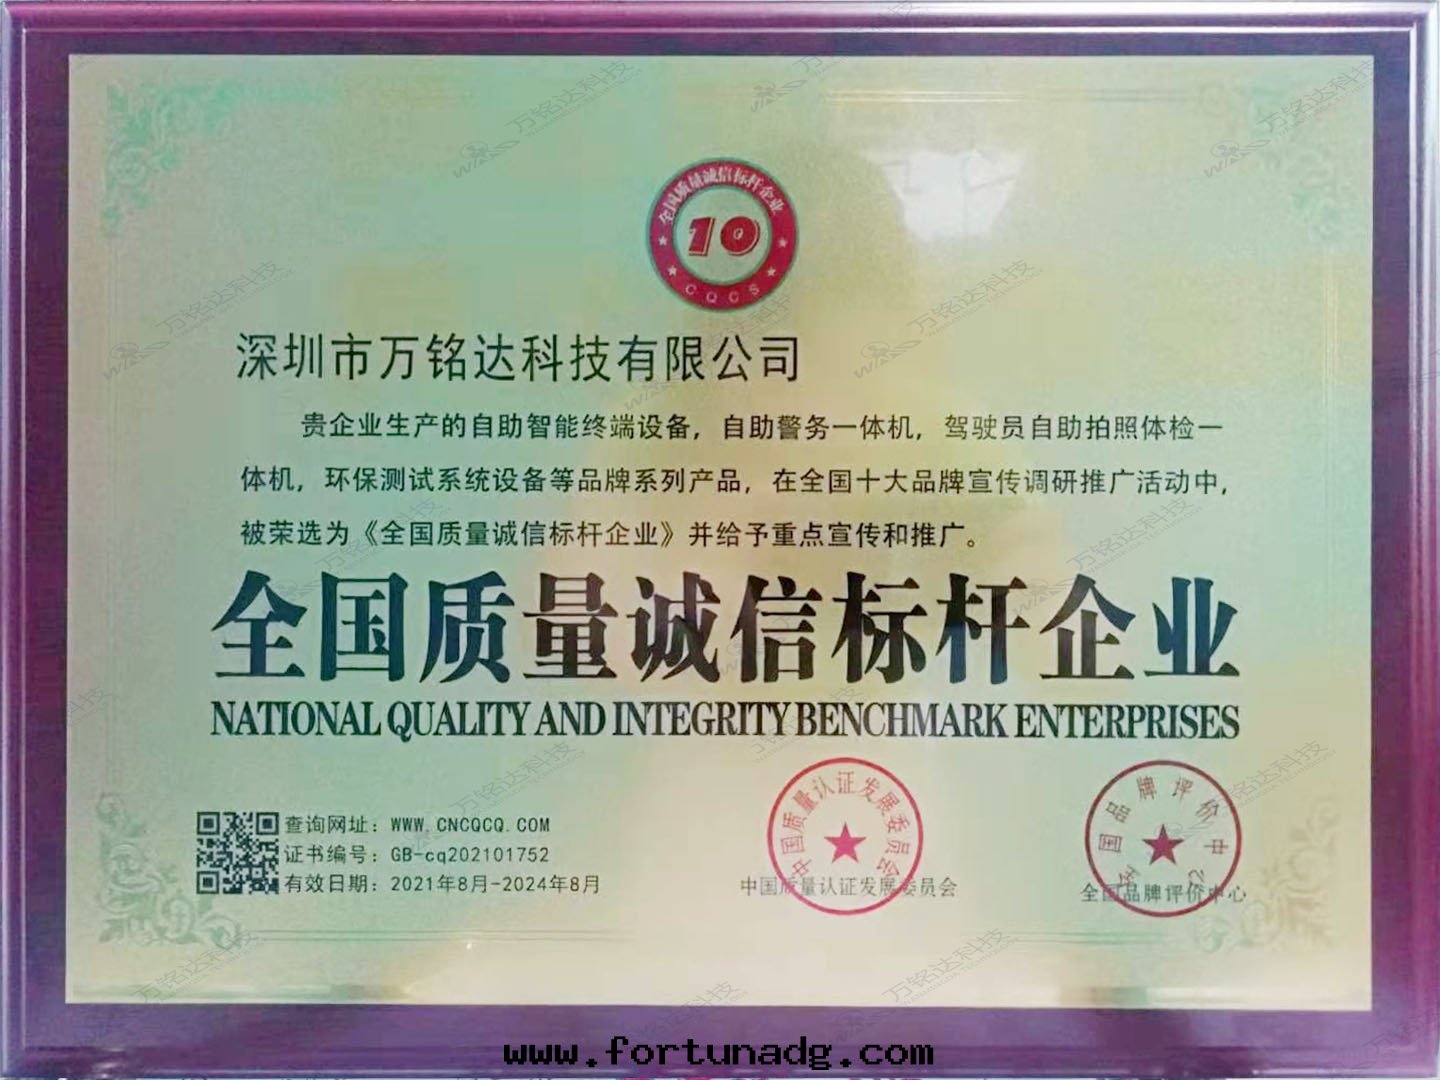 全国质量诚信标杆企业
10
CQCS
深圳市万铭达科技有限公司
贵企业生产的自助智能终端设备，自助警务一体机，驾驶员自助拍照体检一
体机，环保测试系统设备等品牌系列产品，在全国十大品牌宣传调研推广活动中，
被荣选为《全国质量诚信标杆企业》并给予重点宣传和推广。
全国质量诚信标杆企业
NATIONAL QUALITY AND INTEGRITY BENCHMARK ENTERPRISES
查询网址：WWW.CNCQCQ.COM
证书编号：GB-cq202101752
有效日期：2021年8月-2024年8月
中国质量认证发展委员会
中国质量认证发展委员会
全国品牌评价中心
全国品牌评价中心
万铭达科技
www.fortunadg.com